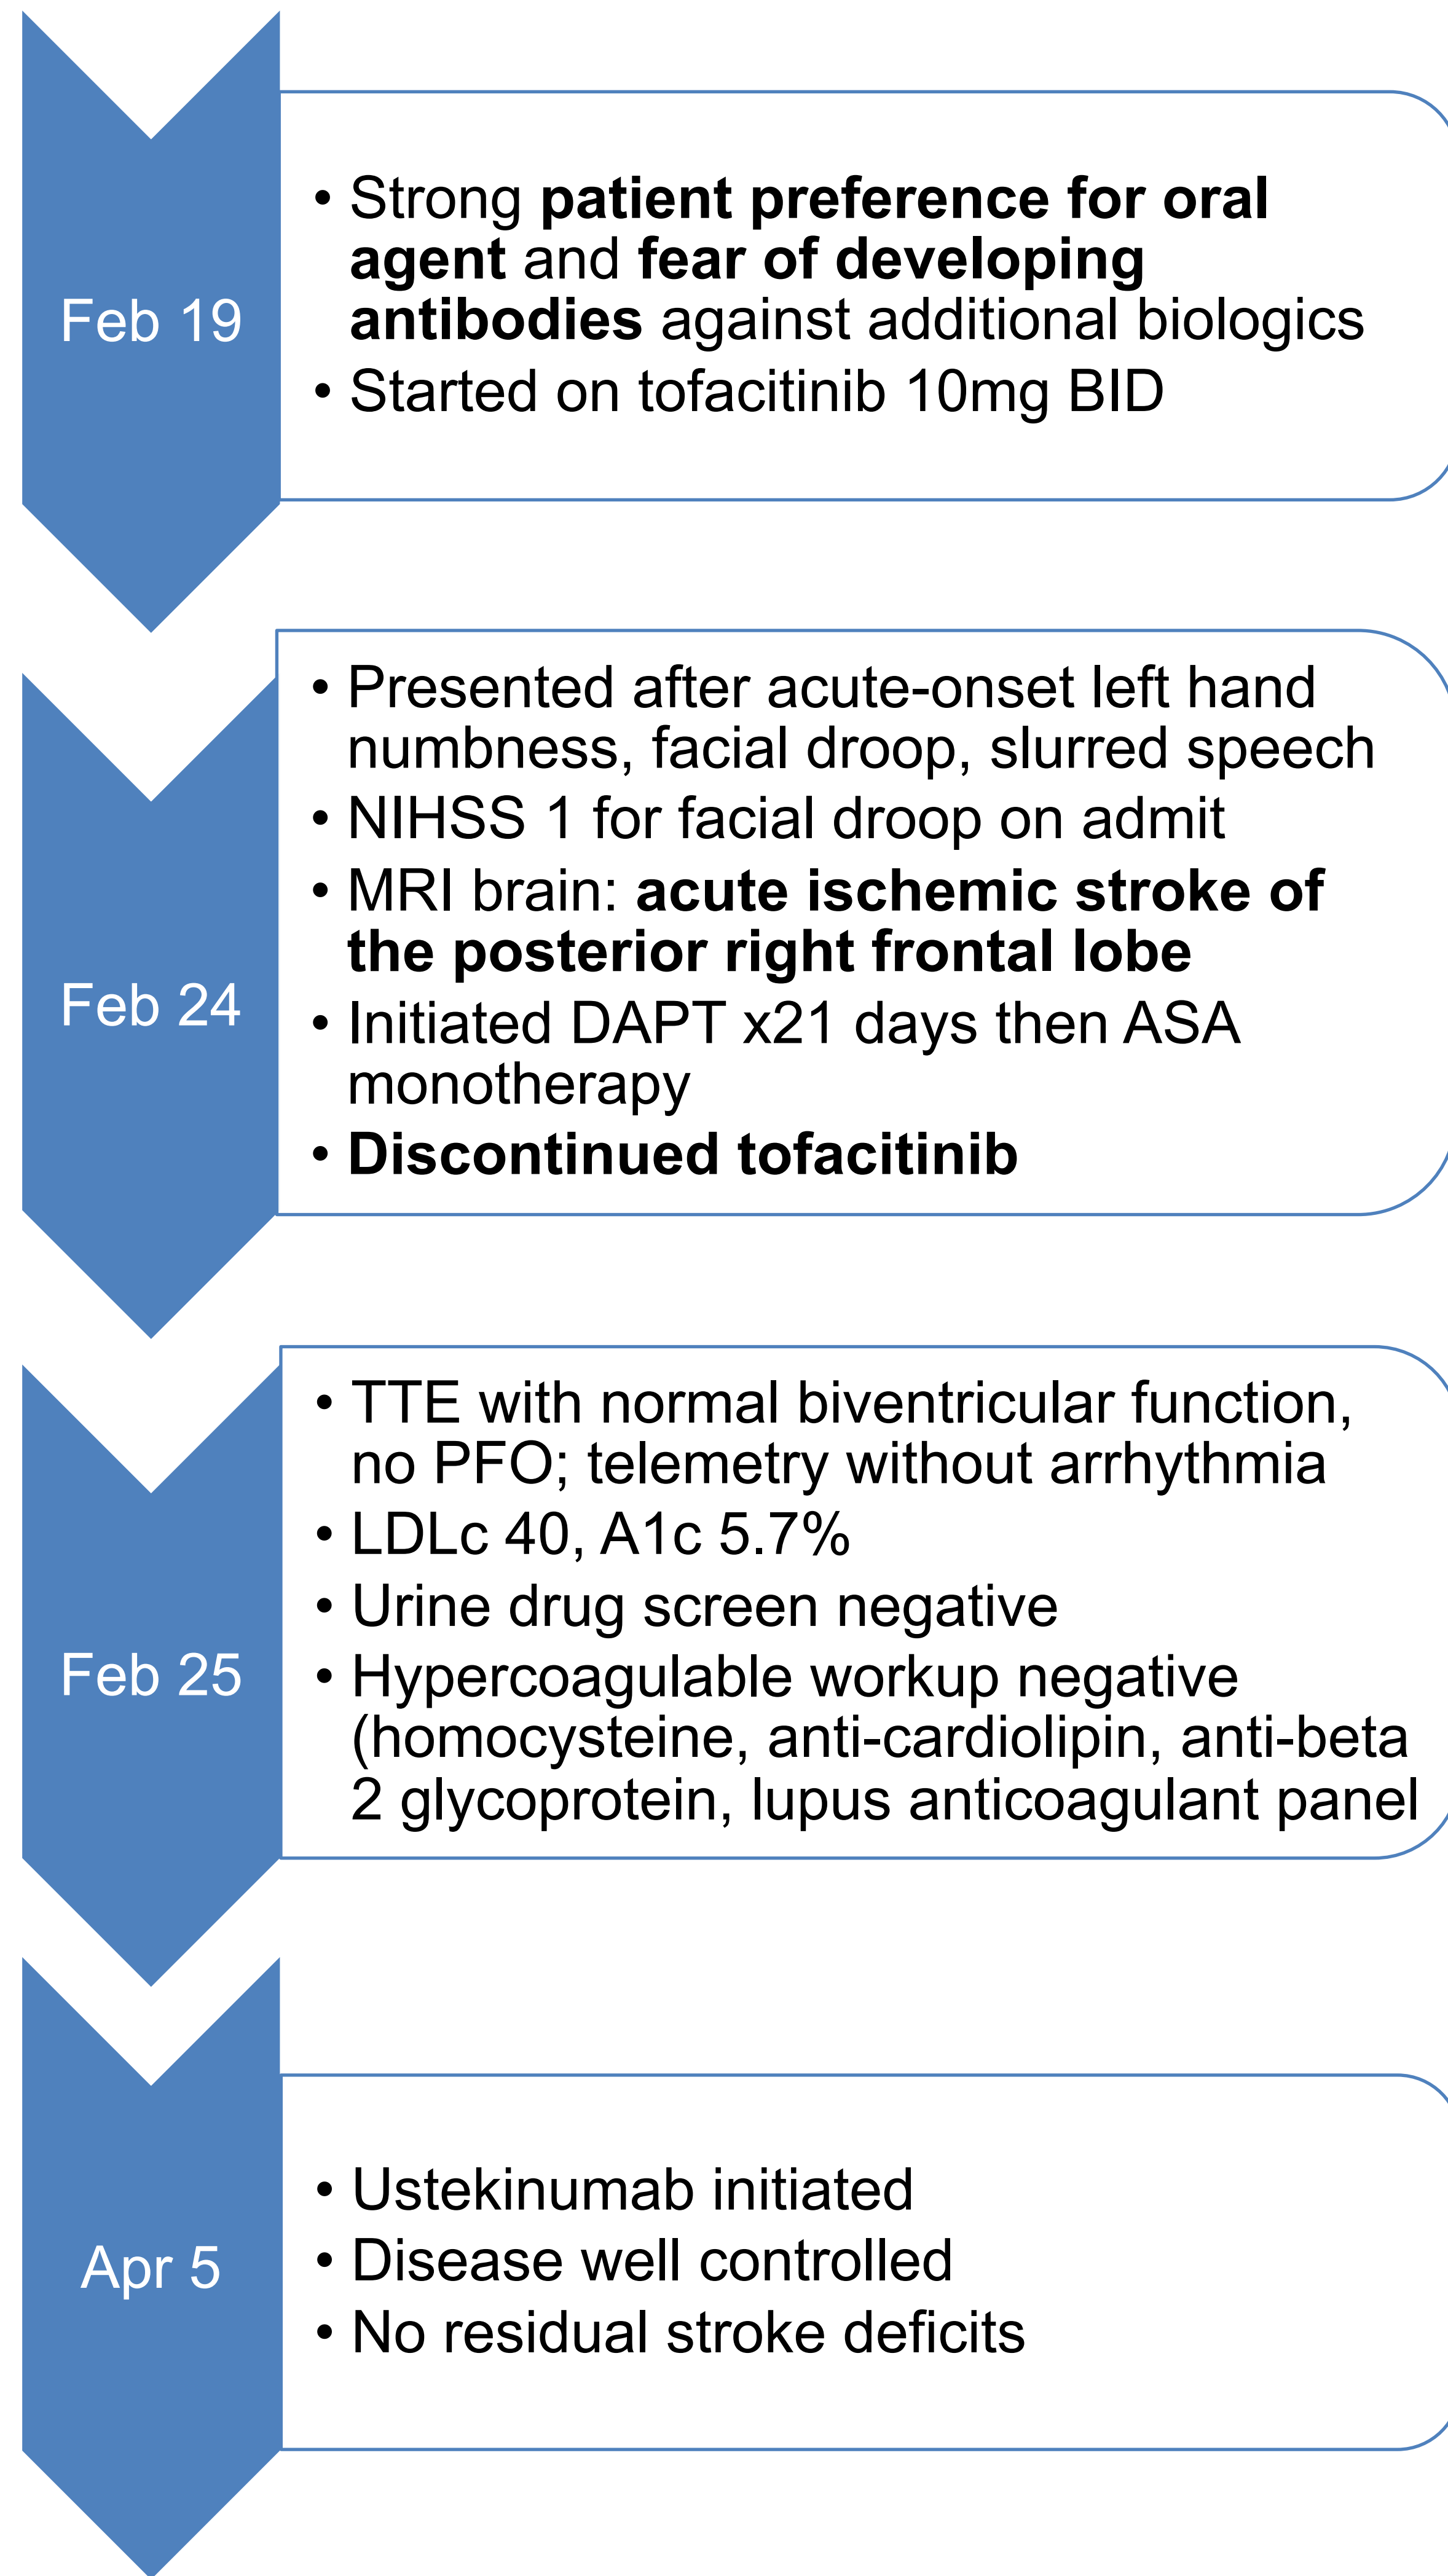 Feb 19
• Strong patient preference for oral
agent and fear of developing
antibodies against additional biologics
• Started on tofacitinib 10mg BID
Feb 24
• Presented after acute-onset left hand
numbness, facial droop, slurred speech
• NIHSS 1 for facial droop on admit
• MRI brain: acute ischemic stroke of
the posterior right frontal lobe
• Initiated DAPT x21 days then ASA
monotherapy
• Discontinued tofacitinib
Feb 25
• TTE with normal biventricular function,
no PFO; telemetry without arrhythmia
• LDLc 40, A1c 5.7%
• Urine drug screen negative
• Hypercoagulable workup negative
(homocysteine, anti-cardiolipin, anti-beta
2 glycoprotein, lupus anticoagulant panel
Apr 5
• Ustekinumab initiated
• Disease well controlled
• No residual stroke deficits